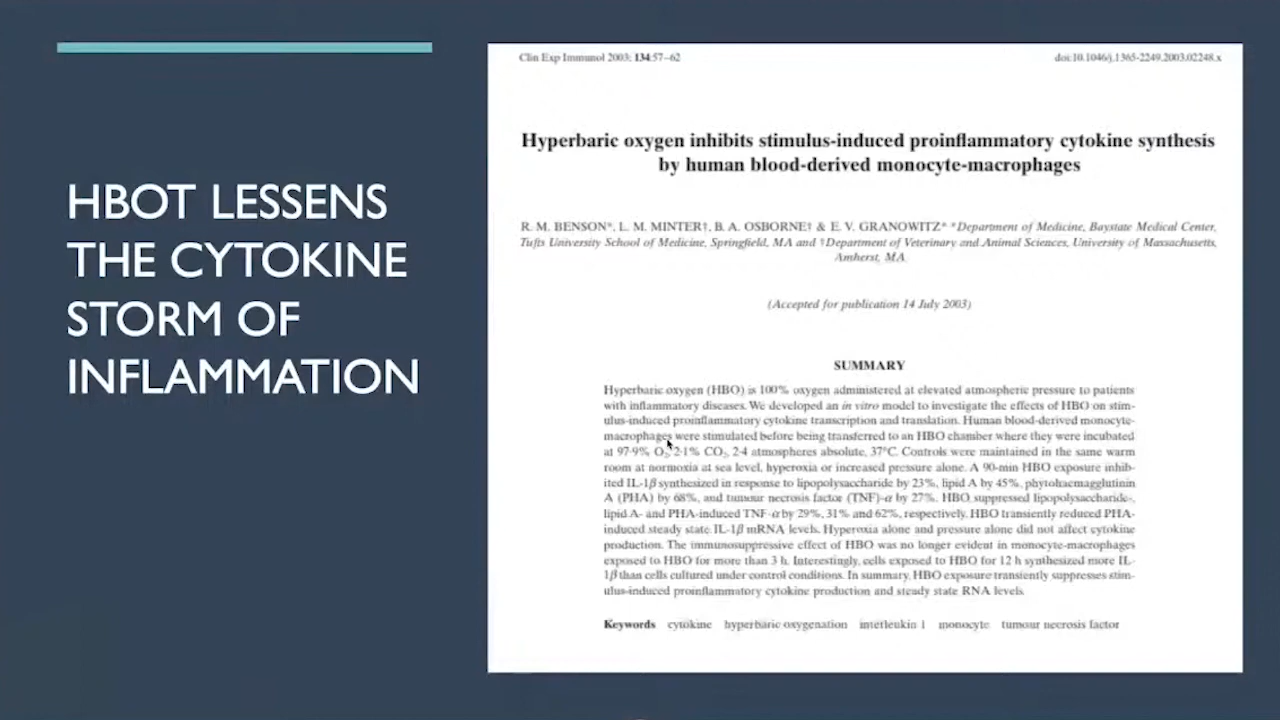 HBOT LESSENS
THE CYTOKINE
STORM OF
INFLAMMATION
Clin Exp Immunol 2003; 134:57–62
doi:10.1046/j.1365-2249.2003.02248.x
Hyperbaric oxygen inhibits stimulus-induced proinflammatory cytokine synthesis
by human blood-derived monocyte-macrophages
R. M. BENSON*, L. M. MINTER†, B. A. OSBORNE† & E. V. GRANOWITZ* *Department of Medicine, Baystate Medical Center,
Tufts University School of Medicine, Springfield, MA and †Department of Veterinary and Animal Sciences, University of Massachusetts,
Amherst, MA
(Accepted for publication 14 July 2003)
SUMMARY
Hyperbaric oxygen (HBO) is 100% oxygen administered at elevated atmospheric pressure to patients
with inflammatory diseases. We developed an in vitro model to investigate the effects of HBO on stim-
ulus-induced proinflammatory cytokine transcription and translation. Human blood-derived monocyte-
macrophages were stimulated before being transferred to an HBO chamber where they were incubated
at 97·9% O₂, 2·1% CO₂, 2·4 atmospheres absolute, 37°C. Controls were maintained in the same warm
room at normoxia at sea level, hyperoxia or increased pressure alone. A 90-min HBO exposure inhib-
ited IL-1β synthesized in response to lipopolysaccharide by 23%, lipid A by 45%, phytohaemagglutinin
A (PHA) by 68%, and tumour necrosis factor (TNF)-α by 27%. HBO suppressed lipopolysaccharide-,
lipid A- and PHA-induced TNF-α by 29%, 31% and 62%, respectively. HBO transiently reduced PHA-
induced steady state IL-1β mRNA levels. Hyperoxia alone and pressure alone did not affect cytokine
production. The immunosuppressive effect of HBO was no longer evident in monocyte-macrophages
exposed to HBO for more than 3 h. Interestingly, cells exposed to HBO for 12 h synthesized more IL-
1β than cells cultured under control conditions. In summary, HBO exposure transiently suppresses stim-
ulus-induced proinflammatory cytokine production and steady state RNA levels.
Keywords cytokine hyperbaric oxygenation interleukin 1 monocyte tumour necrosis factor